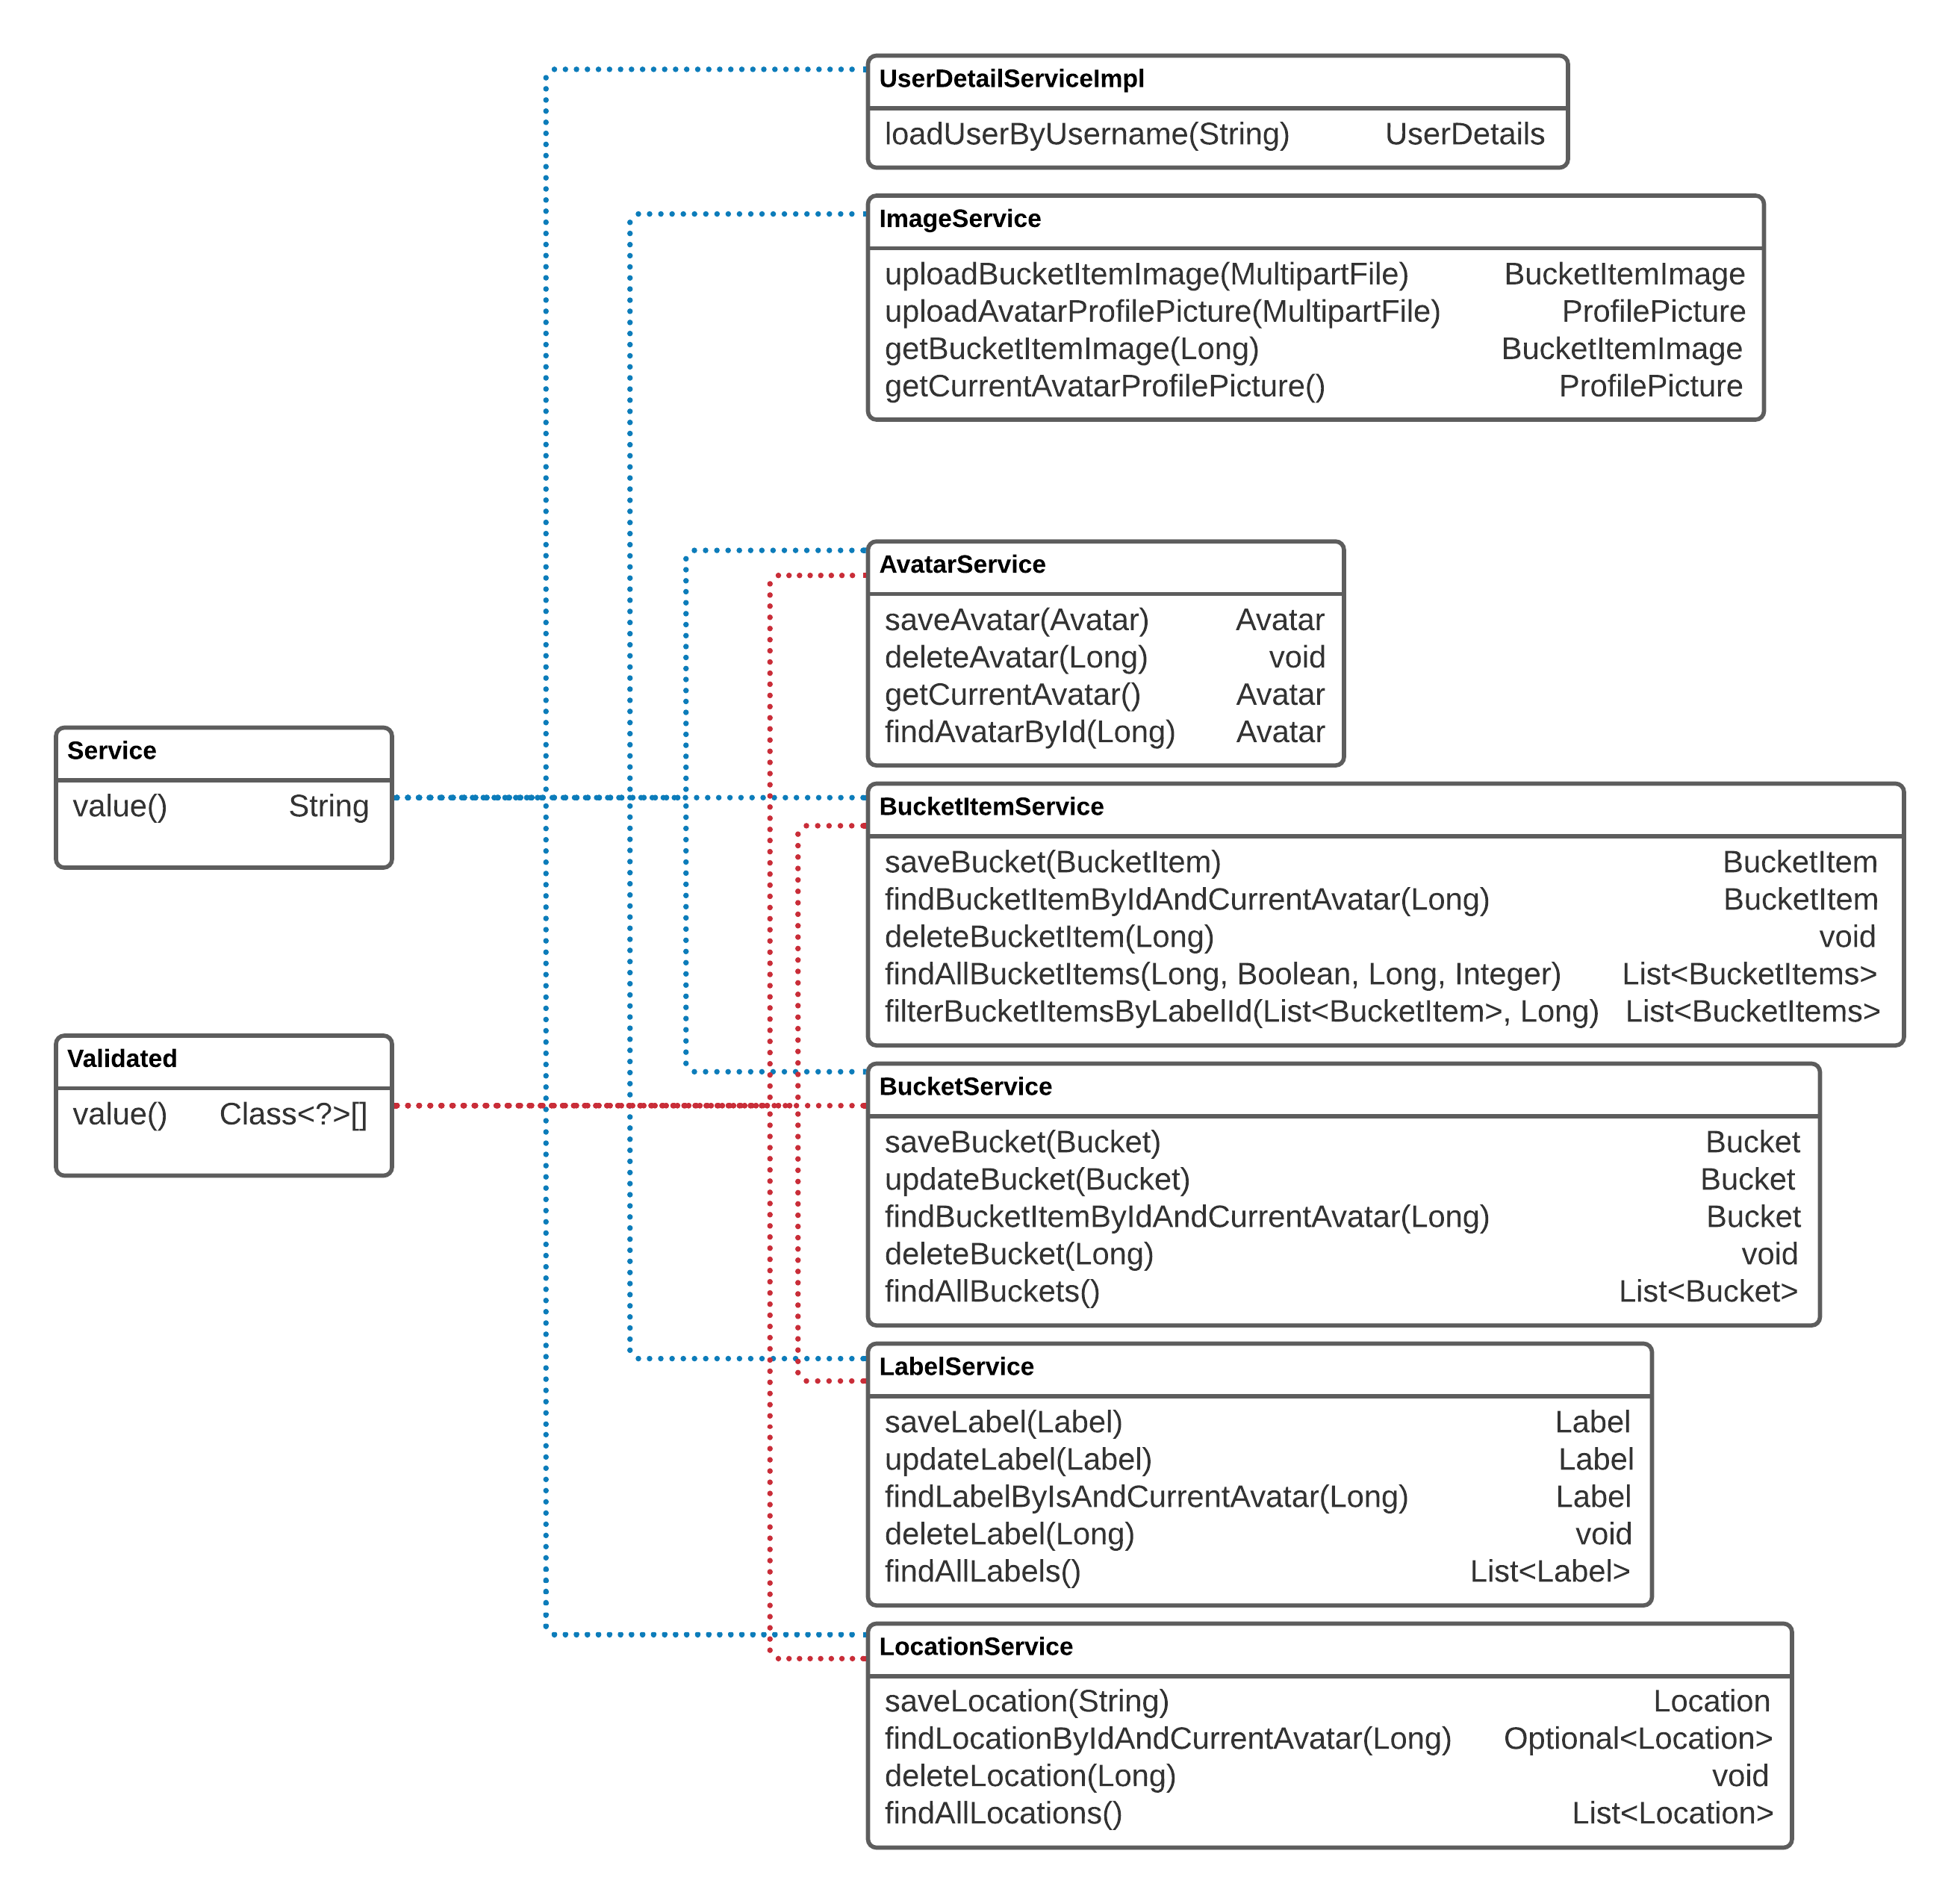 UserDetailServiceImpl
loadUserByUsername(String) UserDetails
ImageService
uploadBucketItemImage(MultipartFile) BucketItemImage
uploadAvatarProfilePicture(MultipartFile) ProfilePicture
getBucketItemImage(Long) BucketItemImage
getCurrentAvatarProfilePicture() ProfilePicture
AvatarService
saveAvatar(Avatar) Avatar
deleteAvatar(Long) void
getCurrentAvatar() Avatar
findAvatarById(Long) Avatar
Service
value() String
BucketItemService
saveBucket(BucketItem) BucketItem
findBucketItemByIdAndCurrentAvatar(Long) BucketItem
deleteBucketItem(Long) void
findAllBucketItems(Long, Boolean, Long, Integer) List<BucketItems>
filterBucketItemsByLabelId(List<BucketItem>, Long) List<BucketItems>
Validated
value() Class<?>[]
BucketService
saveBucket(Bucket) Bucket
updateBucket(Bucket) Bucket
findBucketItemByIdAndCurrentAvatar(Long) Bucket
deleteBucket(Long) void
findAllBuckets() List<Bucket>
LabelService
saveLabel(Label) Label
updateLabel(Label) Label
findLabelByIsAndCurrentAvatar(Long) Label
deleteLabel(Long) void
findAllLabels() List<Label>
LocationService
saveLocation(String) Location
findLocationByIdAndCurrentAvatar(Long) Optional<Location>
deleteLocation(Long) void
findAllLocations() List<Location>